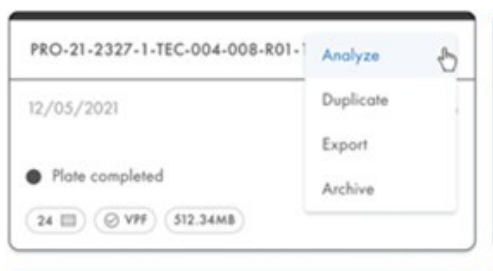 PRO-21-2327-1-TEC-004-008-R01-
Analyze
12/05/2021
Duplicate
Export
Plate completed
Archive
24
VPF
512.34MB